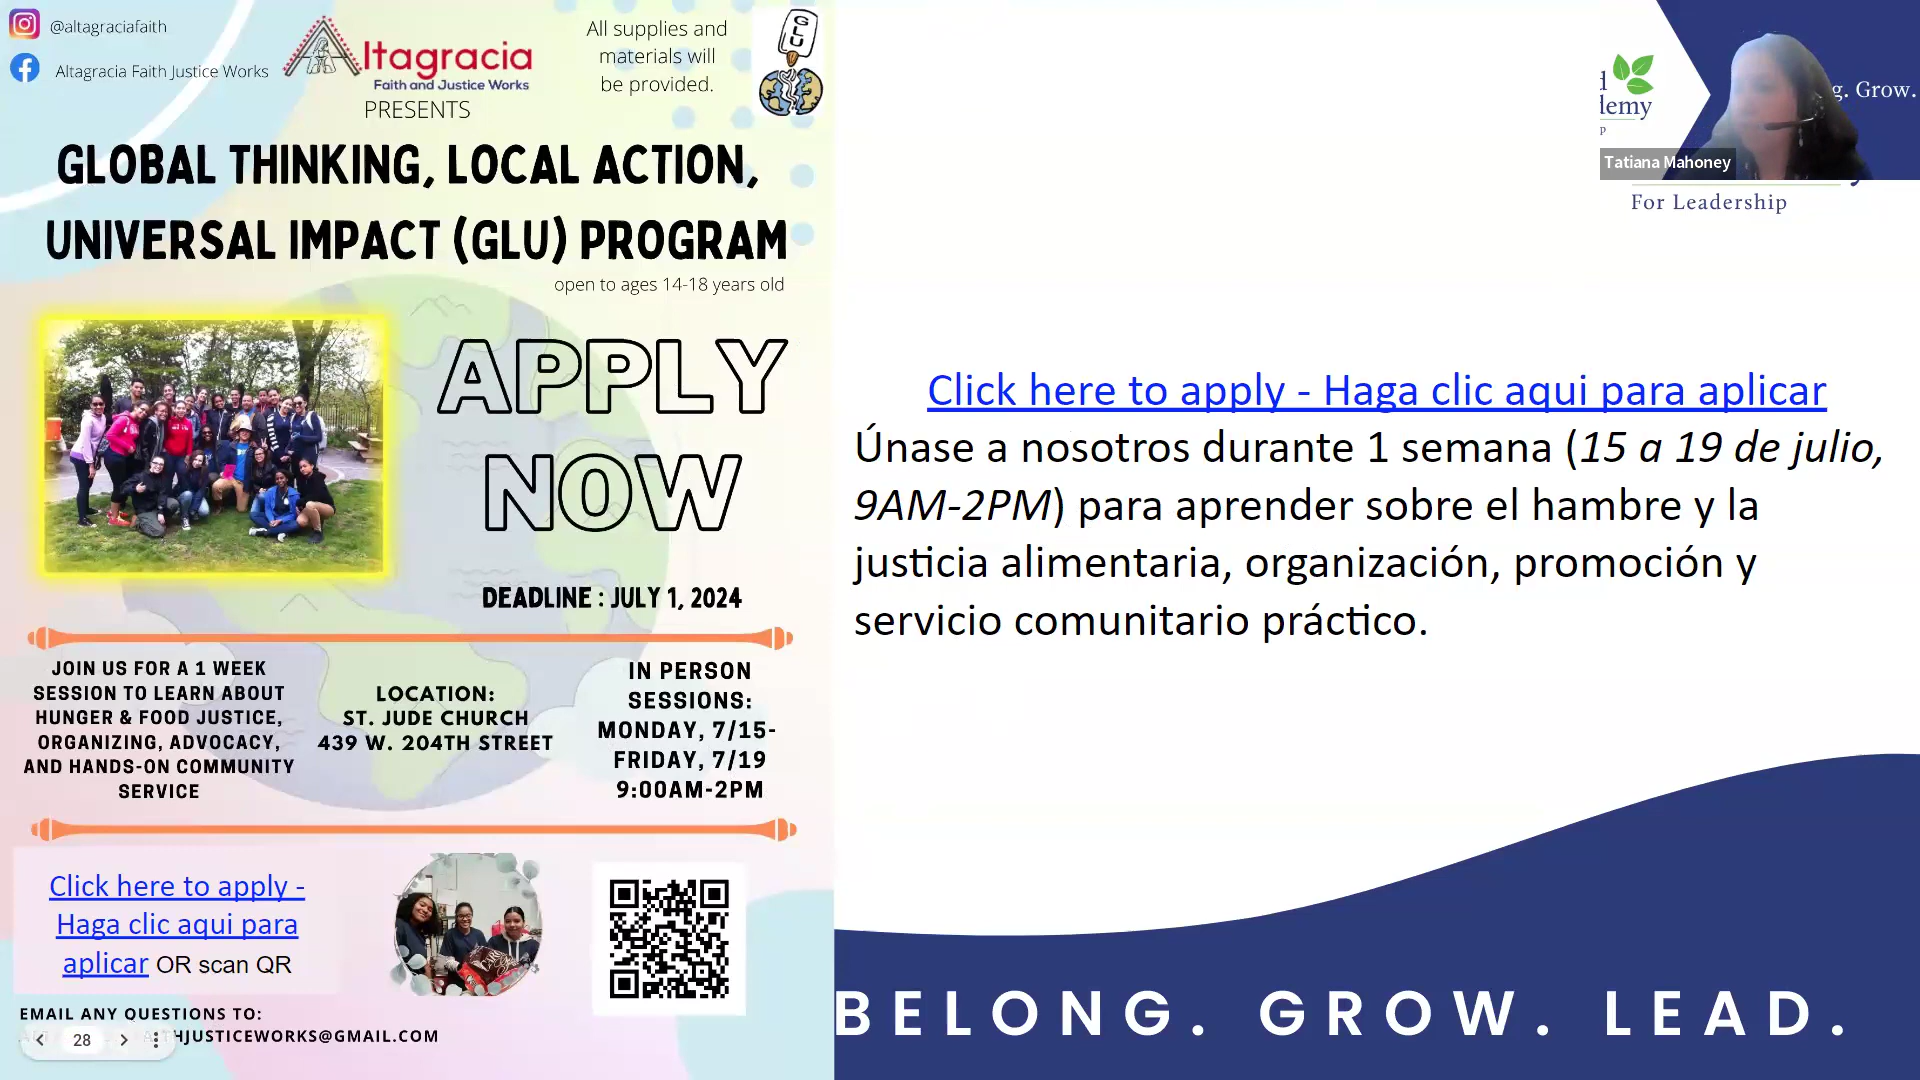 @altagraciafaith
Altagracia Faith Justice Works
Altagracia
Faith and Justice Works
PRESENTS
All supplies and
materials will
be provided.
GLU
GLOBAL THINKING, LOCAL ACTION,
UNIVERSAL IMPACT (GLU) PROGRAM
open to ages 14-18 years old
APPLY
NOW
DEADLINE : JULY 1, 2024
JOIN US FOR A 1 WEEK
SESSION TO LEARN ABOUT
HUNGER & FOOD JUSTICE,
ORGANIZING, ADVOCACY,
AND HANDS-ON COMMUNITY
SERVICE
LOCATION:
ST. JUDE CHURCH
439 W. 204TH STREET
IN PERSON
SESSIONS:
MONDAY, 7/15-
FRIDAY, 7/19
9:00AM-2PM
Click here to apply -
Haga clic aqui para
aplicar OR scan QR
EMAIL ANY QUESTIONS TO:
THJUSTICEWORKS@GMAIL.COM
28
Click here to apply - Haga clic aqui para aplicar
Únase a nosotros durante 1 semana (15 a 19 de julio,
9AM-2PM) para aprender sobre el hambre y la
justicia alimentaria, organización, promoción y
servicio comunitario práctico.
demy
g. Grow.
Tatiana Mahoney
For Leadership
BELONG. GROW. LEAD.